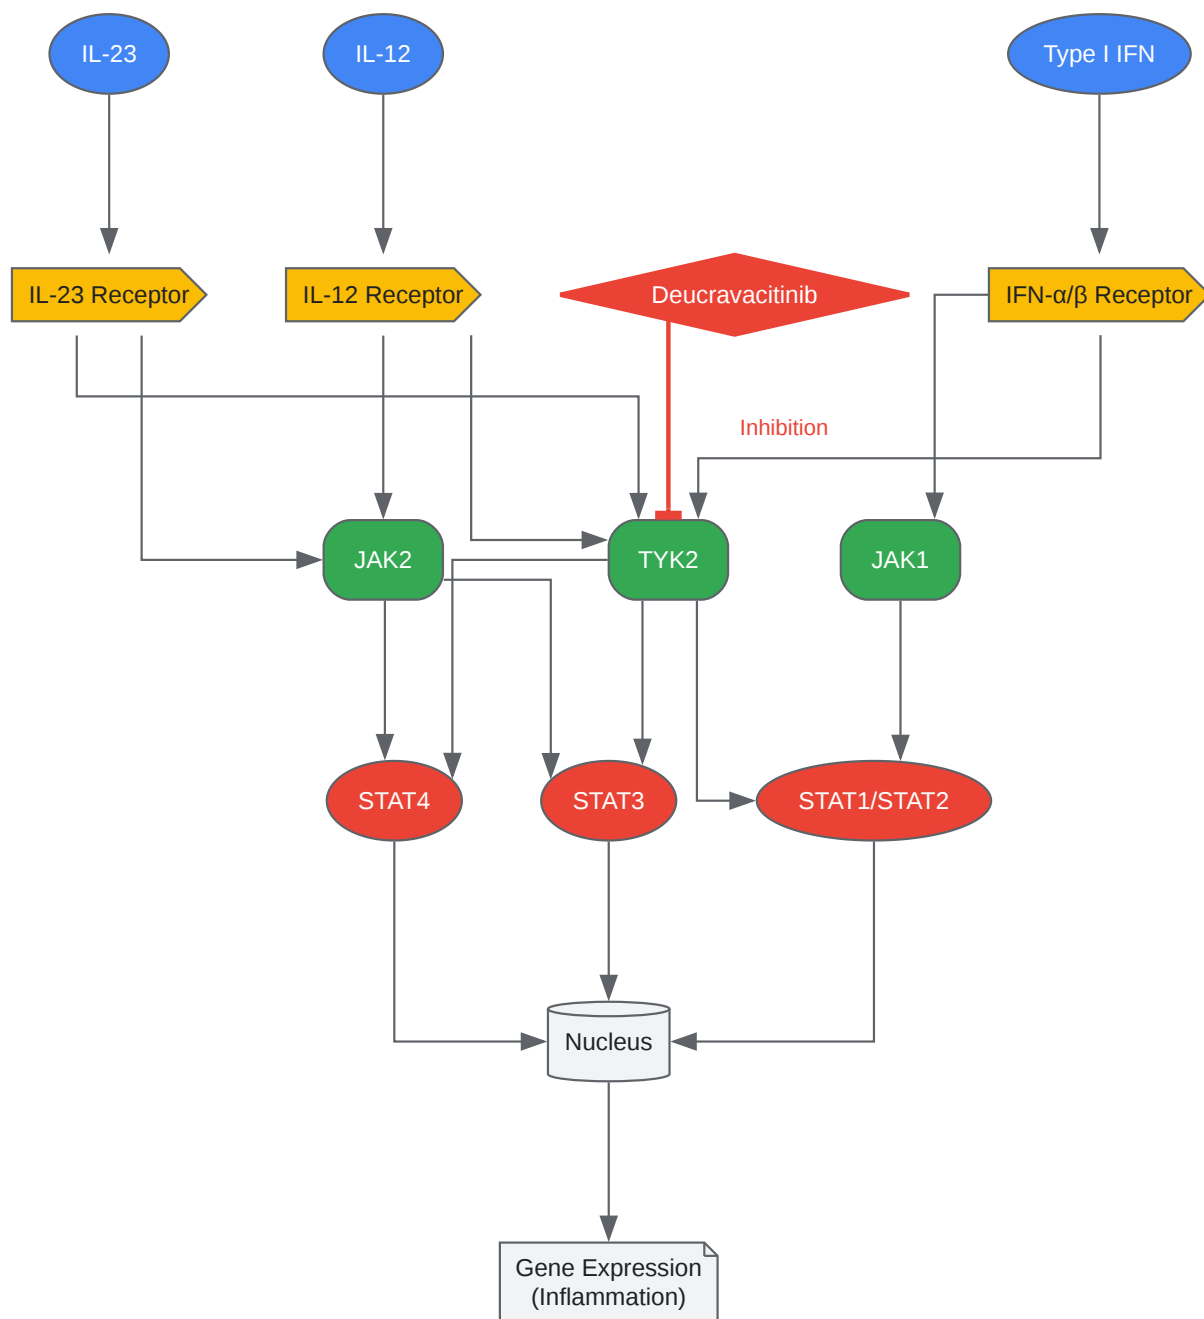 IL-23
IL-12
Type I IFN
IL-23 Receptor
IL-12 Receptor
Deucravacitinib
IFN-α/β Receptor
Inhibition
JAK2
TYK2
JAK1
STAT4
STAT3
STAT1/STAT2
Nucleus
Gene Expression
(Inflammation)